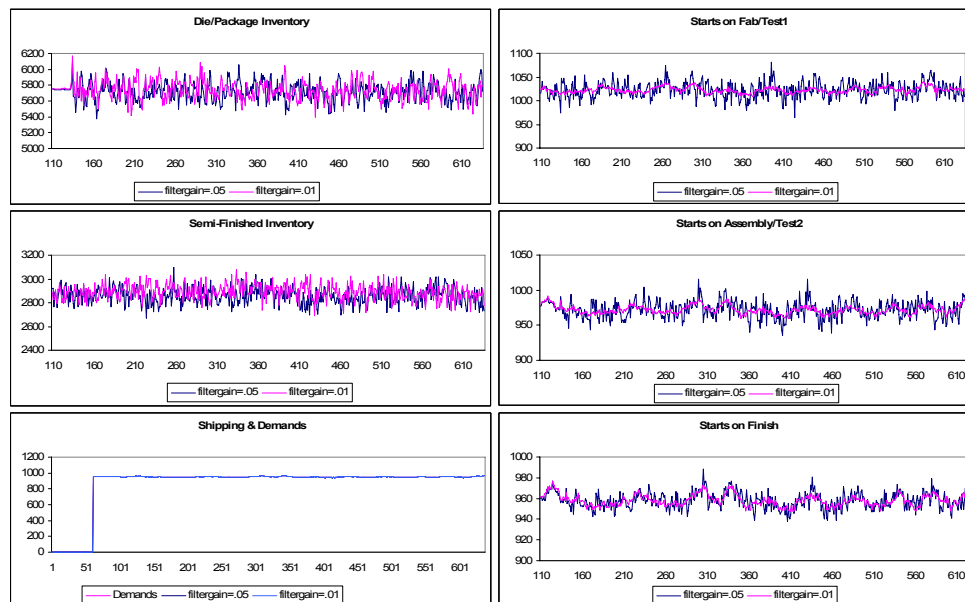 Die/Package Inventory
6200
6000
5800
5600
5400
5200
5000
110 160 210 260 310 360 410 460 510 560 610
filtergain=.05 filtergain=.01
Starts on Fab/Test1
1100
1050
1000
950
900
110 160 210 260 310 360 410 460 510 560 610
filtergain=.05 filtergain=.01
Semi-Finished Inventory
3200
3000
2800
2600
2400
110 160 210 260 310 360 410 460 510 560 610
filtergain=.05 filtergain=.01
Starts on Assembly/Test2
1050
1000
950
900
110 160 210 260 310 360 410 460 510 560 610
filtergain=.05 filtergain=.01
Shipping & Demands
1200
1000
800
600
400
200
0
1 51 101 151 201 251 301 351 401 451 501 551 601
Demands filtergain=.05 filtergain=.01
Starts on Finish
1000
980
960
940
920
900
110 160 210 260 310 360 410 460 510 560 610
filtergain=.05 filtergain=.01